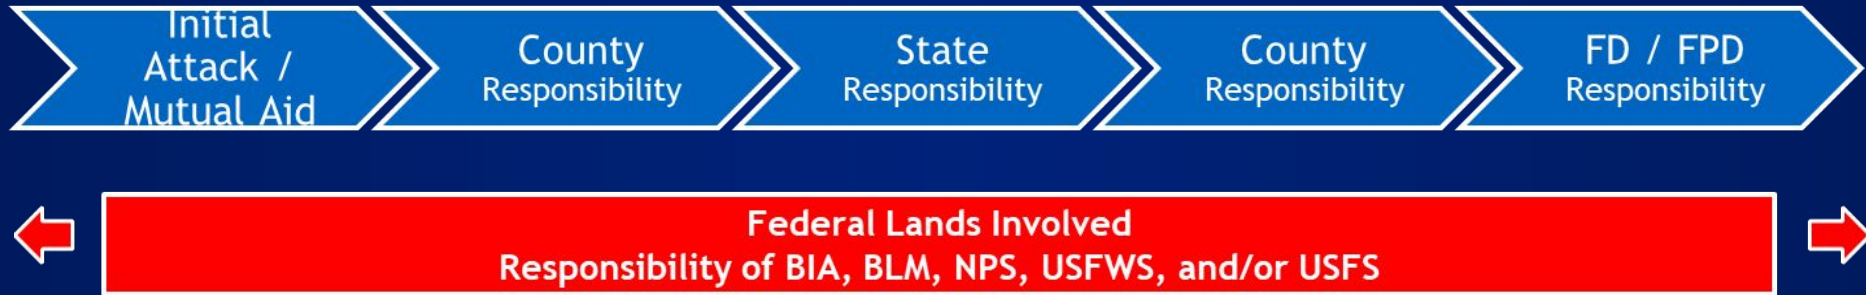 Initial
Attack /
Mutual Aid
County
Responsibility
State
Responsibility
County
Responsibility
FD / FPD
Responsibility
Federal Lands Involved
Responsibility of BIA, BLM, NPS, USFWS, and/or USFS